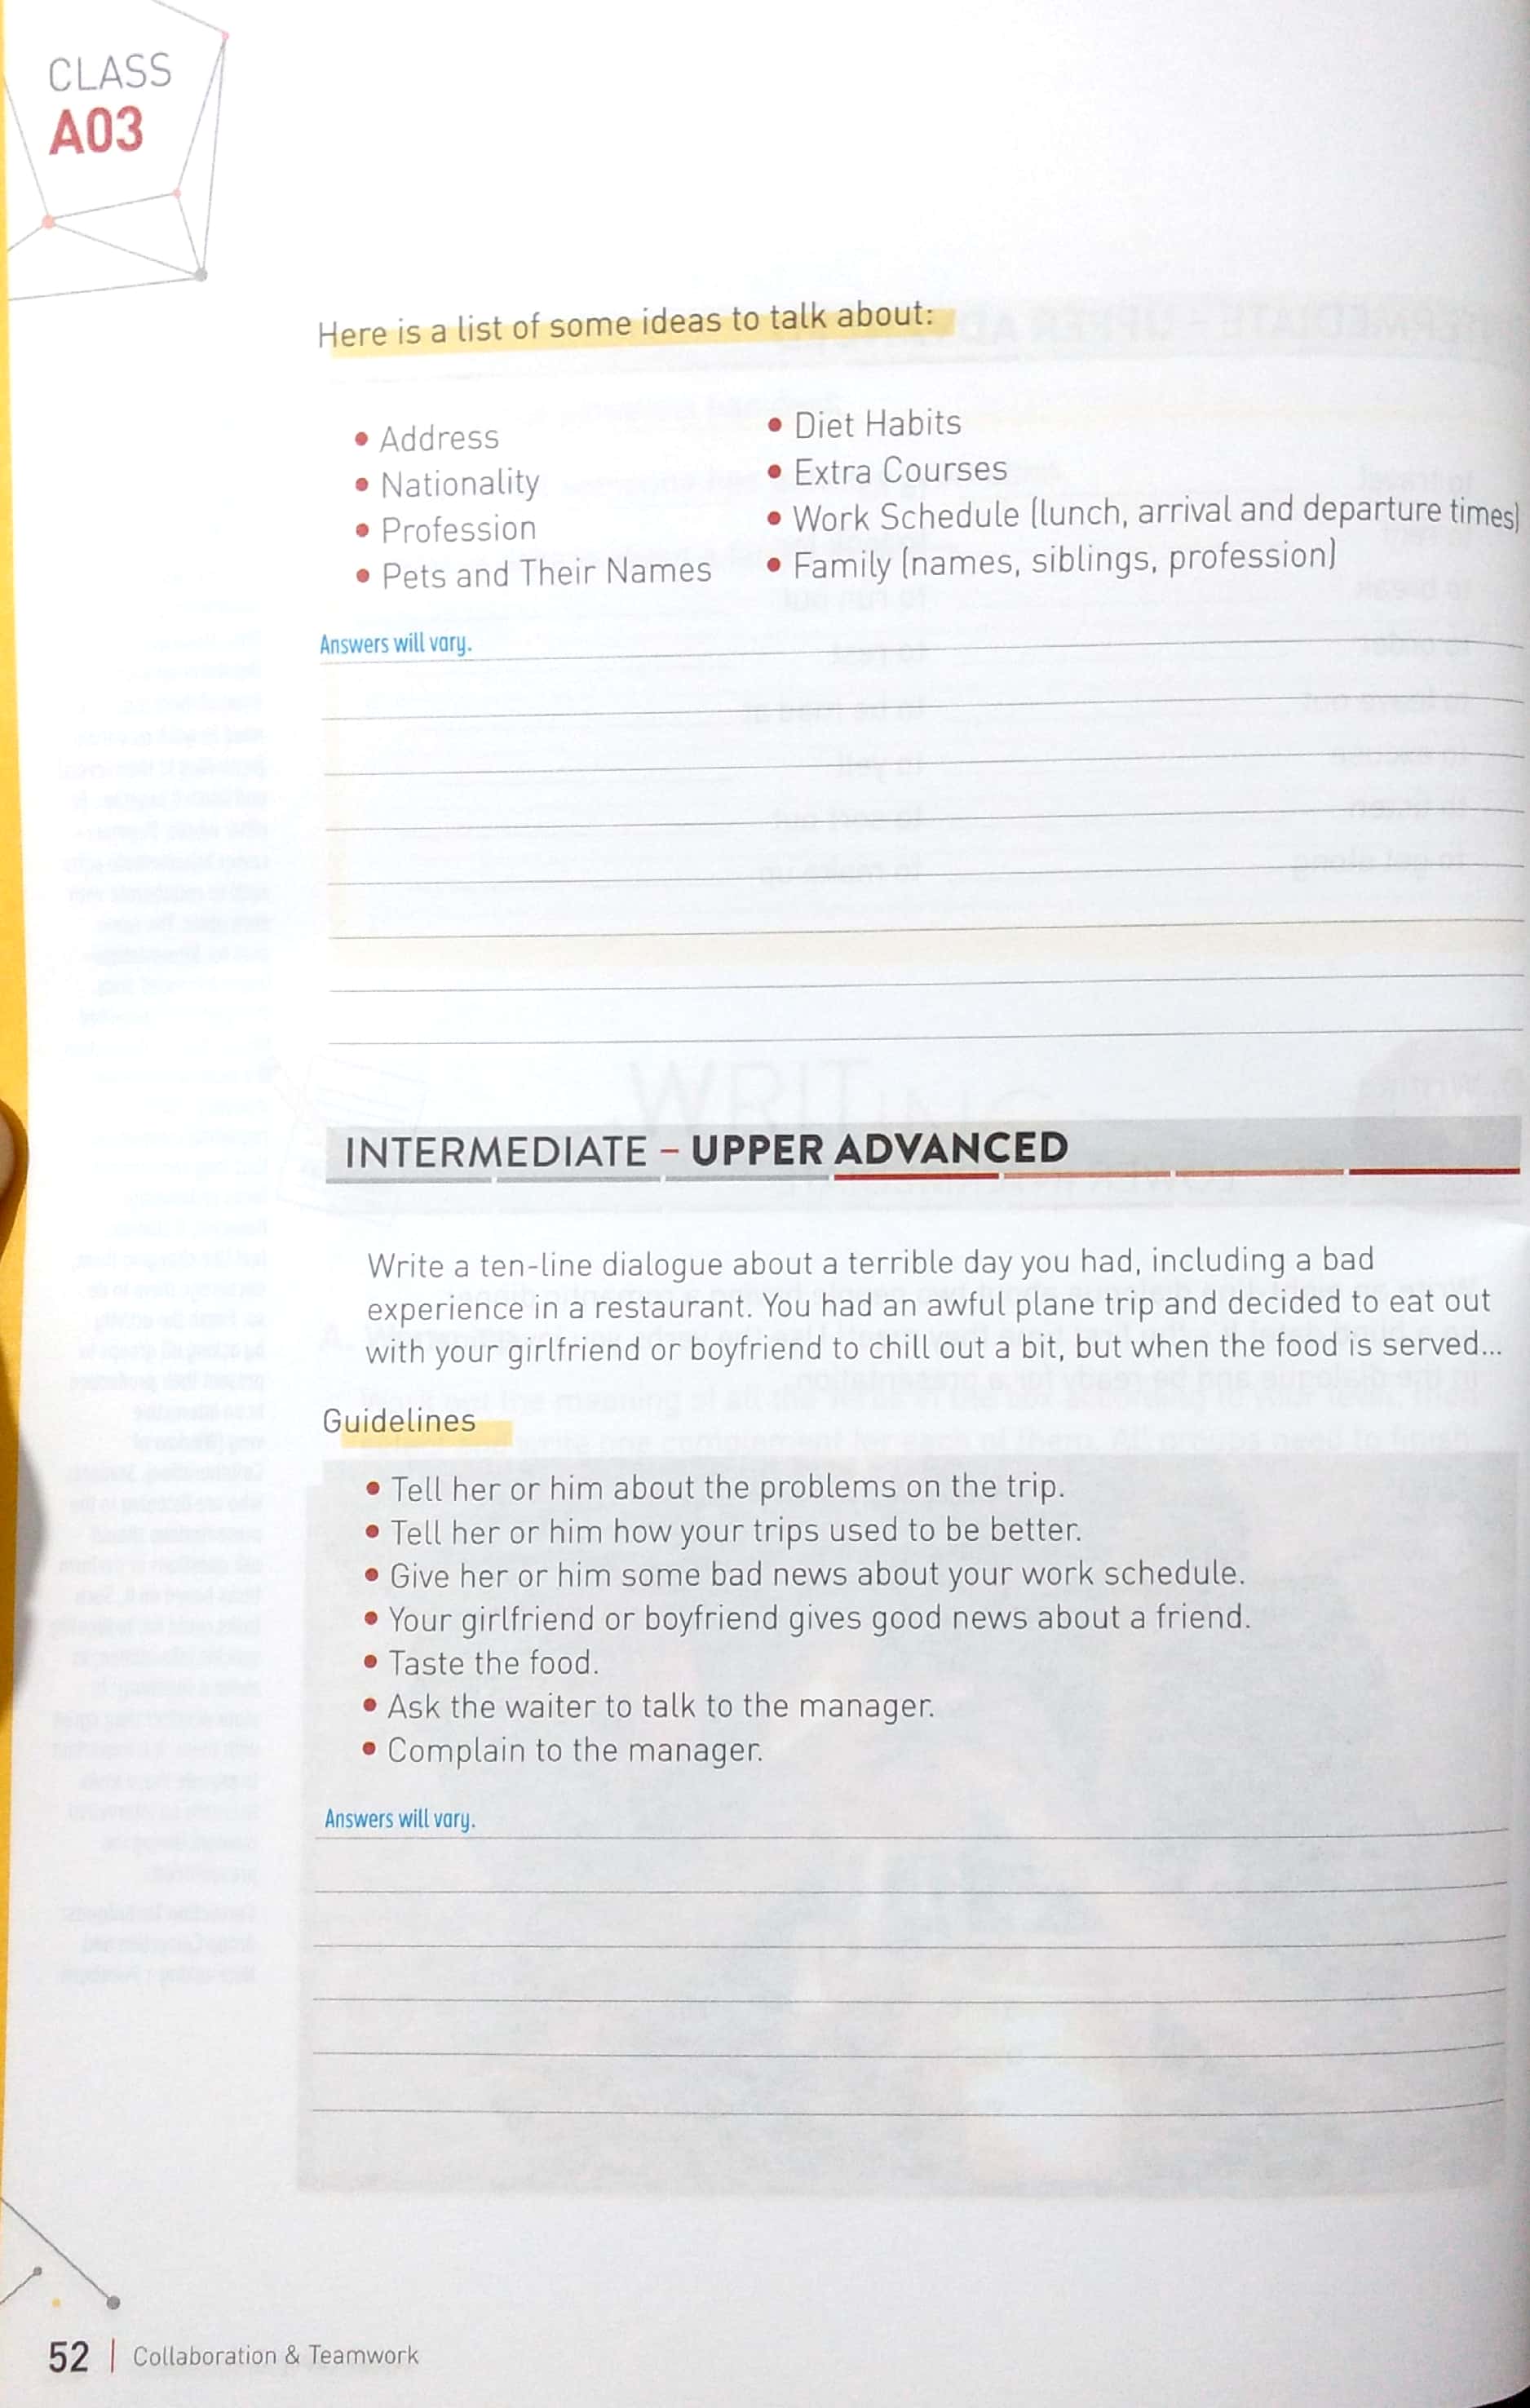 CLASS
A03
Here is a list of some ideas to talk about:
• Address
• Nationality
• Profession
• Pets and Their Names
• Diet Habits
• Extra Courses
• Work Schedule (lunch, arrival and departure times)
• Family (names, siblings, profession)
Answers will vary.
INTERMEDIATE – UPPER ADVANCED
Write a ten-line dialogue about a terrible day you had, including a bad
experience in a restaurant. You had an awful plane trip and decided to eat out
with your girlfriend or boyfriend to chill out a bit, but when the food is served...
Guidelines
• Tell her or him about the problems on the trip.
• Tell her or him how your trips used to be better.
• Give her or him some bad news about your work schedule.
• Your girlfriend or boyfriend gives good news about a friend.
• Taste the food.
• Ask the waiter to talk to the manager.
• Complain to the manager.
Answers will vary.
52 | Collaboration & Teamwork